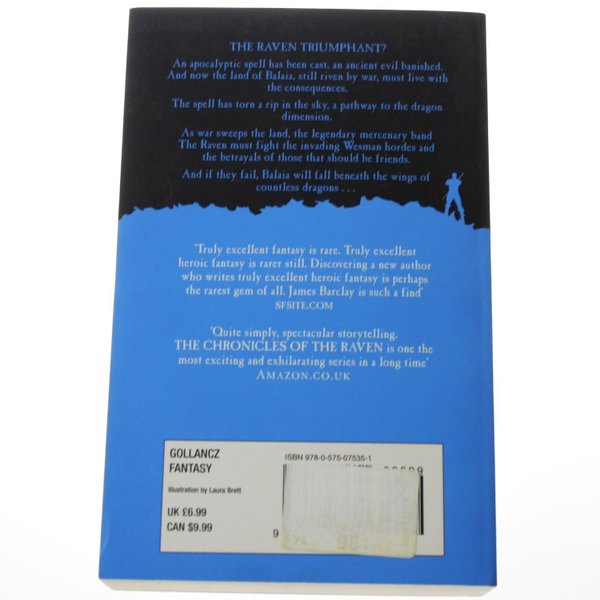 THE RAVEN TRIUMPHANT?
An apocalyptic spell has been cast, an ancient evil banished.
And now the land of Balaia, still riven by war, must live with
the consequences.
The spell has torn a rip in the sky, a pathway to the dragon
dimension.
As war sweeps the land, the legendary mercenary band
The Raven must fight the invading Wesman hordes and
the betrayals of those that should be friends.
And if they fail, Balaia will fall beneath the wings of
countless dragons . . .
'Truly excellent fantasy is rare. Truly excellent
heroic fantasy is rarer still. Discovering a new author
who writes truly excellent heroic fantasy is perhaps
the rarest gem of all. James Barclay is such a find'
SFSITE.COM
'Quite simply, spectacular storytelling.
THE CHRONICLES OF THE RAVEN is one the
most exciting and exhilarating series in a long time'
AMAZON.CO.UK
GOLLANCZ
FANTASY
Illustration by Laura Brett
UK £6.99
CAN $9.99
ISBN 978-0-575-07535-1
9